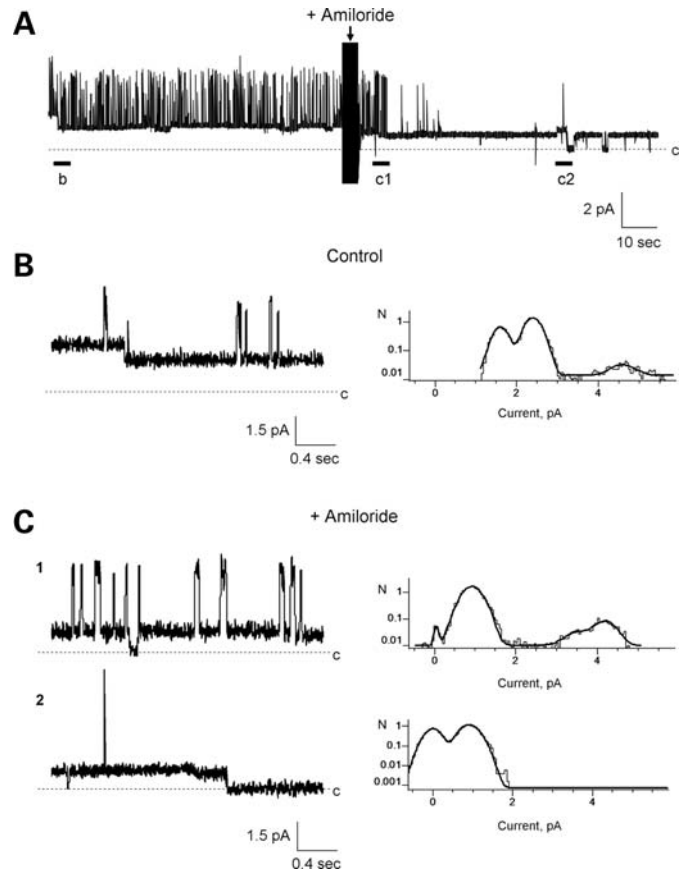 A
+ Amiloride
c
b
c1
c2
2 pA
10 sec
B
Control
N
1
0.1
0.01
0
2
4
Current, pA
c
1.5 pA
0.4 sec
C
+ Amiloride
1
N
1
0.1
0.01
0
2
4
Current, pA
c
2
N
1
0.1
0.01
0.001
0
2
4
Current, pA
c
1.5 pA
0.4 sec